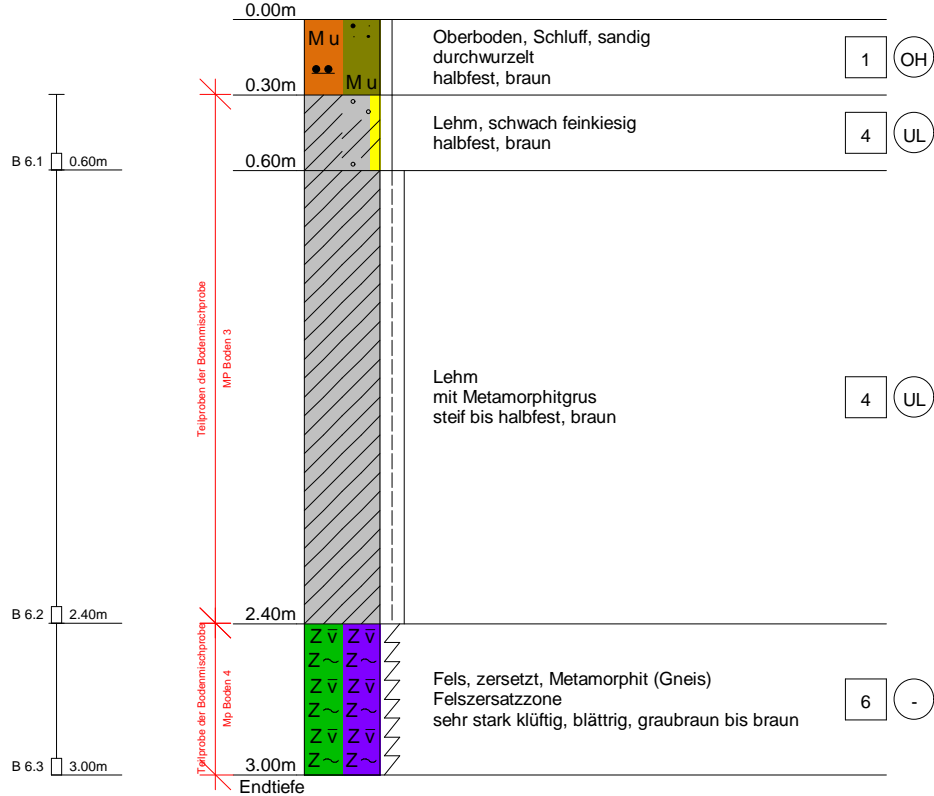 0.00m
M u
M u
Oberboden, Schluff, sandig
durchwurzelt
halbfest, braun
1
OH
0.30m
Lehm, schwach feinkiesig
halbfest, braun
4
UL
B 6.1
0.60m
0.60m
Teilproben der Bodenmischprobe
MP Boden 3
Lehm
mit Metamorphitgrus
steif bis halbfest, braun
4
UL
B 6.2
2.40m
2.40m
Teilprobe der Bodenmischprobe
Mp Boden 4
Z v̅ Z v̅
Z ~ Z ~
Z v̅ Z v̅
Z ~ Z ~
Z v̅ Z v̅
Z ~ Z ~
Fels, zersetzt, Metamorphit (Gneis)
Felszersatzzone
sehr stark klüftig, blättrig, graubraun bis braun
6
-
B 6.3
3.00m
3.00m
Endtiefe